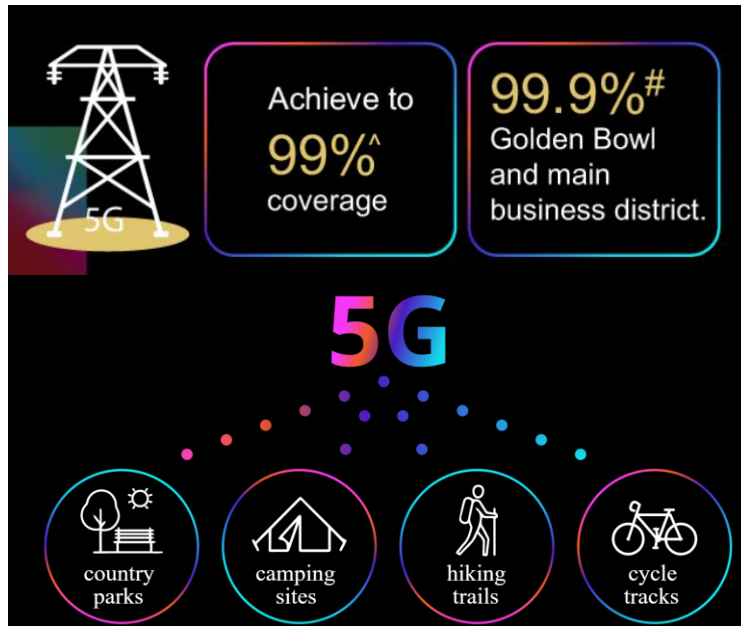 5G
Achieve to
99%^
coverage
99.9%#
Golden Bowl
and main
business district.
5G
country
parks
camping
sites
hiking
trails
cycle
tracks